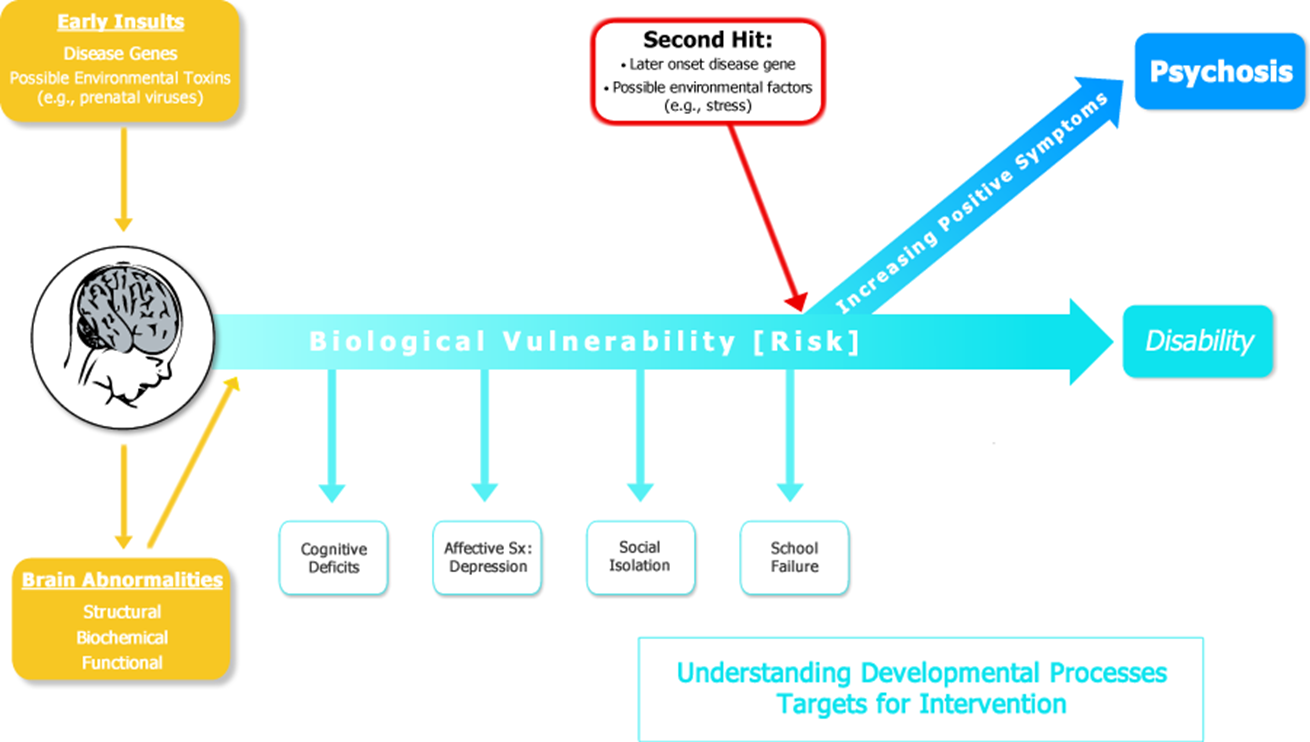 Early Insults
Disease Genes
Possible Environmental Toxins
(e.g., prenatal viruses)
Second Hit:
• Later onset disease gene
• Possible environmental factors
(e.g., stress)
Psychosis
Increasing Positive Symptoms
Biological Vulnerability [Risk]
Disability
Cognitive
Deficits
Affective Sx:
Depression
Social
Isolation
School
Failure
Brain Abnormalities
Structural
Biochemical
Functional
Understanding Developmental Processes
Targets for Intervention